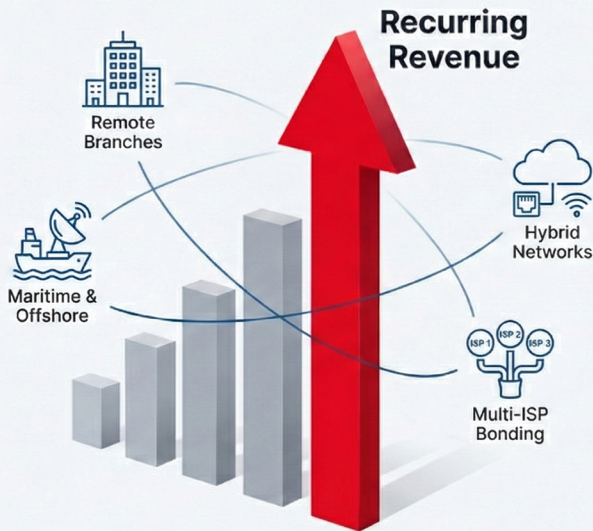 Recurring
Revenue
Remote
Branches
Hybrid
Networks
Maritime &
Offshore
ISP 1
ISP 2
ISP 3
Multi-ISP
Bonding